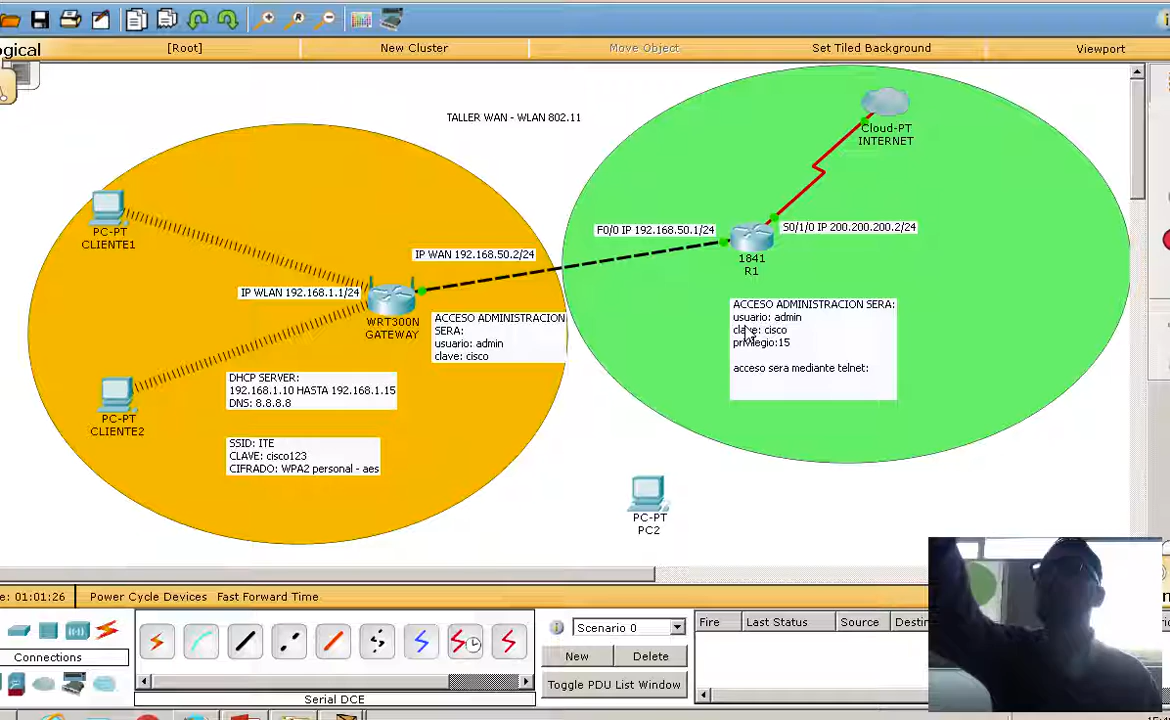 ogical
[Root]
New Cluster
Move Object
Set Tiled Background
Viewport
TALLER WAN - WLAN 802.11
Cloud-PT
INTERNET
PC-PT
CLIENTE1
F0/0 IP 192.168.50.1/24
S0/1/0 IP 200.200.200.2/24
IP WAN 192.168.50.2/24
1841
R1
IP WLAN 192.168.1.1/24
WRT300N
GATEWAY
ACCESO ADMINISTRACION
SERA:
usuario: admin
clave: cisco
ACCESO ADMINISTRACION SERA:
usuario: admin
clave: cisco
privilegio:15
acceso sera mediante telnet:
DHCP SERVER:
192.168.1.10 HASTA 192.168.1.15
DNS: 8.8.8.8
PC-PT
CLIENTE2
SSID: ITE
CLAVE: cisco123
CIFRADO: WPA2 personal - aes
PC-PT
PC2
e: 01:01:26
Power Cycle Devices Fast Forward Time
Connections
Serial DCE
Scenario 0
New
Delete
Toggle PDU List Window
Fire
Last Status
Source
Destin